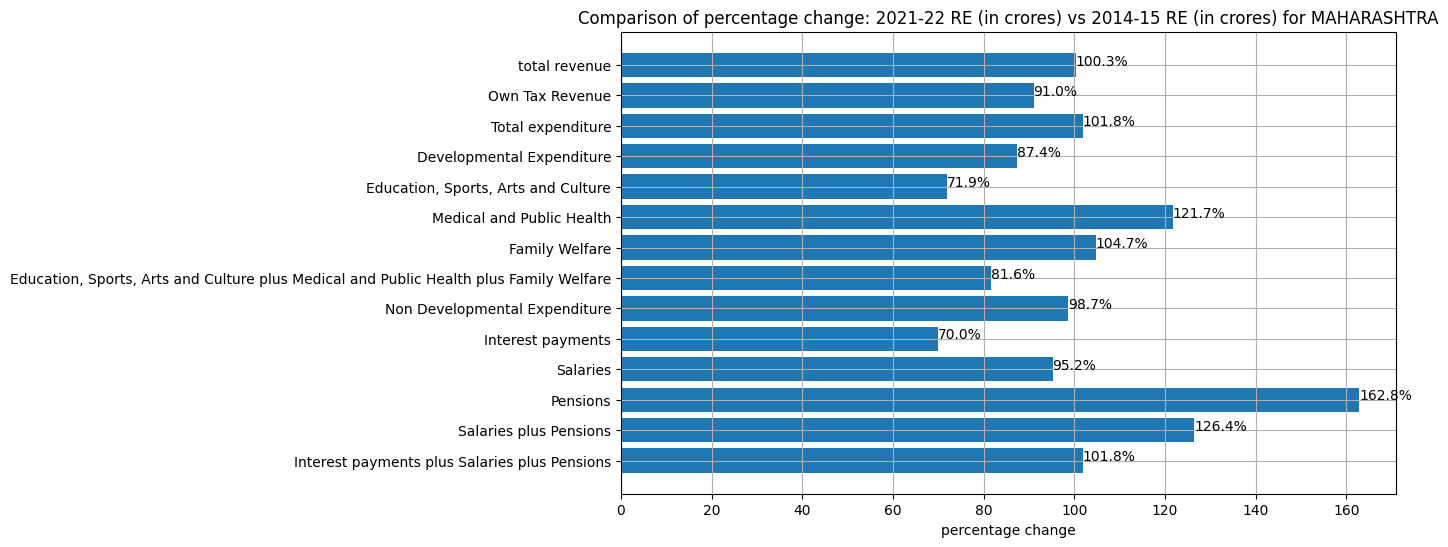 Comparison of percentage change: 2021-22 RE (in crores) vs 2014-15 RE (in crores) for MAHARASHTRA
total revenue 100.3%
Own Tax Revenue 91.0%
Total expenditure 101.8%
Developmental Expenditure 87.4%
Education, Sports, Arts and Culture 71.9%
Medical and Public Health 121.7%
Family Welfare 104.7%
Education, Sports, Arts and Culture plus Medical and Public Health plus Family Welfare 81.6%
Non Developmental Expenditure 98.7%
Interest payments 70.0%
Salaries 95.2%
Pensions 162.8%
Salaries plus Pensions 126.4%
Interest payments plus Salaries plus Pensions 101.8%
0 20 40 60 80 100 120 140 160
percentage change